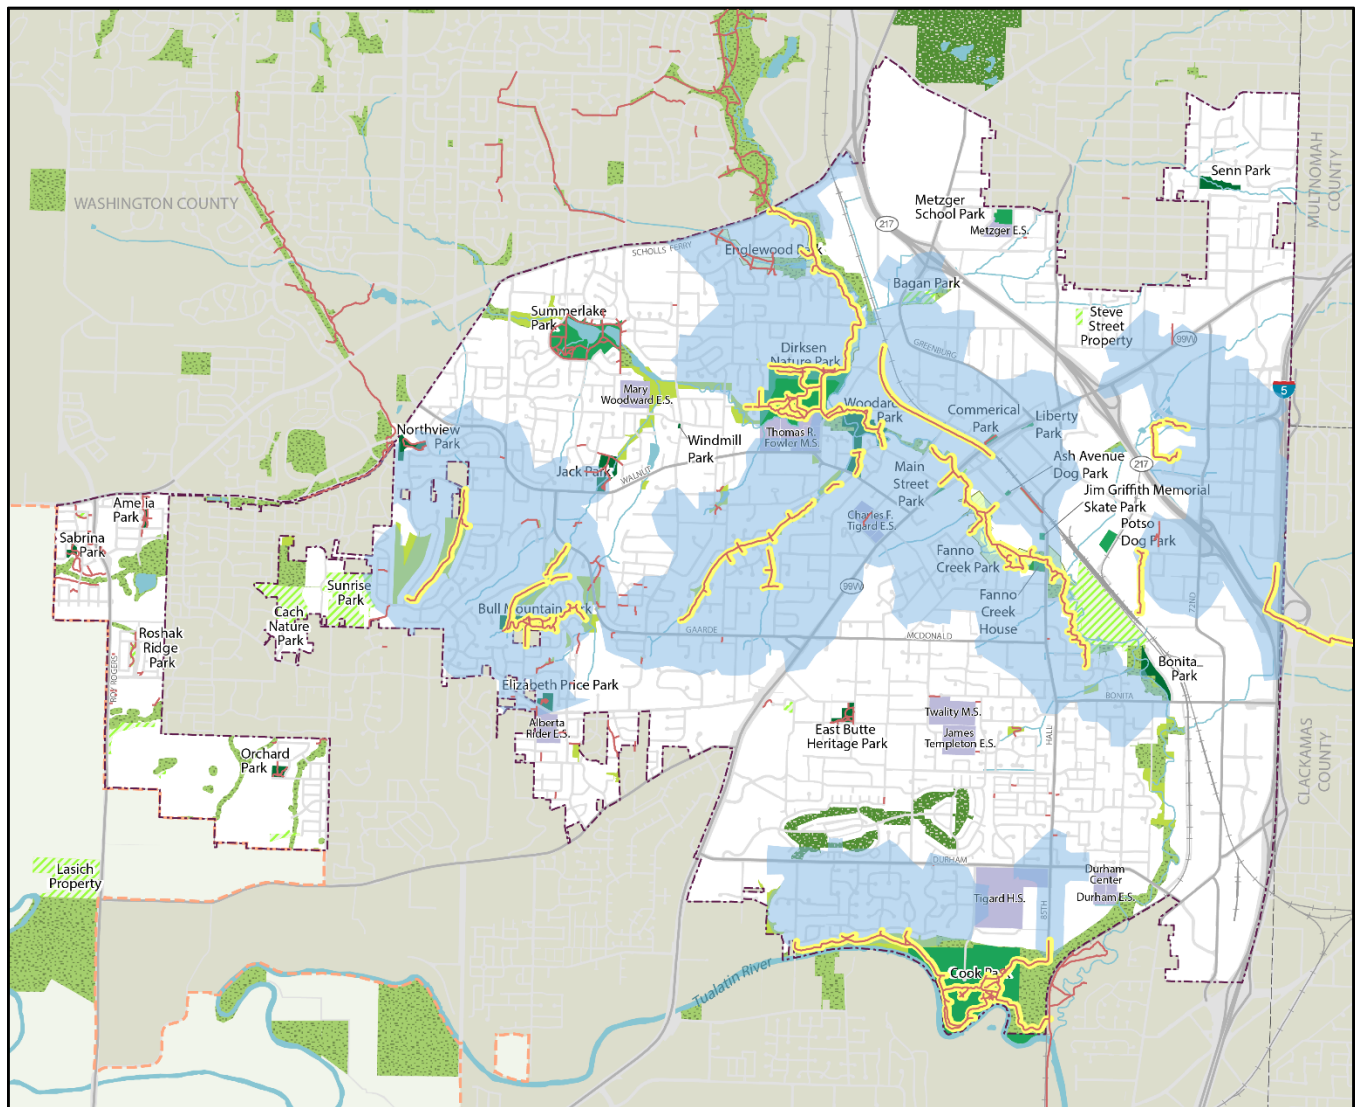 MULTNOMAH
COUNTY
Senn Park
WASHINGTON COUNTY
Metzger
School Park
217
Metzger E.S.
SCHOLLS FERRY
Englewood Park
Bagan Park
Summerlake
Park
Steve
Street
Property
99W
GREENBURG
Dirksen
Nature Park
5
Mary
Woodward E.S.
Woodard
Park
Commerical
Park
Liberty
Park
Northview
Park
Thomas R.
Fowler M.S.
Windmill
Park
Jack Park
WALNUT
Main
Street
Park
Ash Avenue
Dog Park
217
Jim Griffith Memorial
Skate Park
Potso
Dog Park
Amelia
Park
Charles F.
Tigard E.S.
Sabrina
Park
Fanno
Creek Park
Sunrise
Park
99W
Cach
Nature
Park
Bull Mountain Park
Fanno
Creek
House
72ND
GAARDE
MCDONALD
Roshak
Ridge
Park
ROY ROGERS
Bonita
Park
Elizabeth Price Park
BONITA
Alberta
Rider E.S.
Twality M.S.
East Butte
Heritage Park
James
Templeton E.S.
HALL
CLACKAMAS
COUNTY
Orchard
Park
DURHAM
Lasich
Property
Durham
Center
Durham E.S.
Tigard H.S.
85TH
Cook Park
Tualatin River